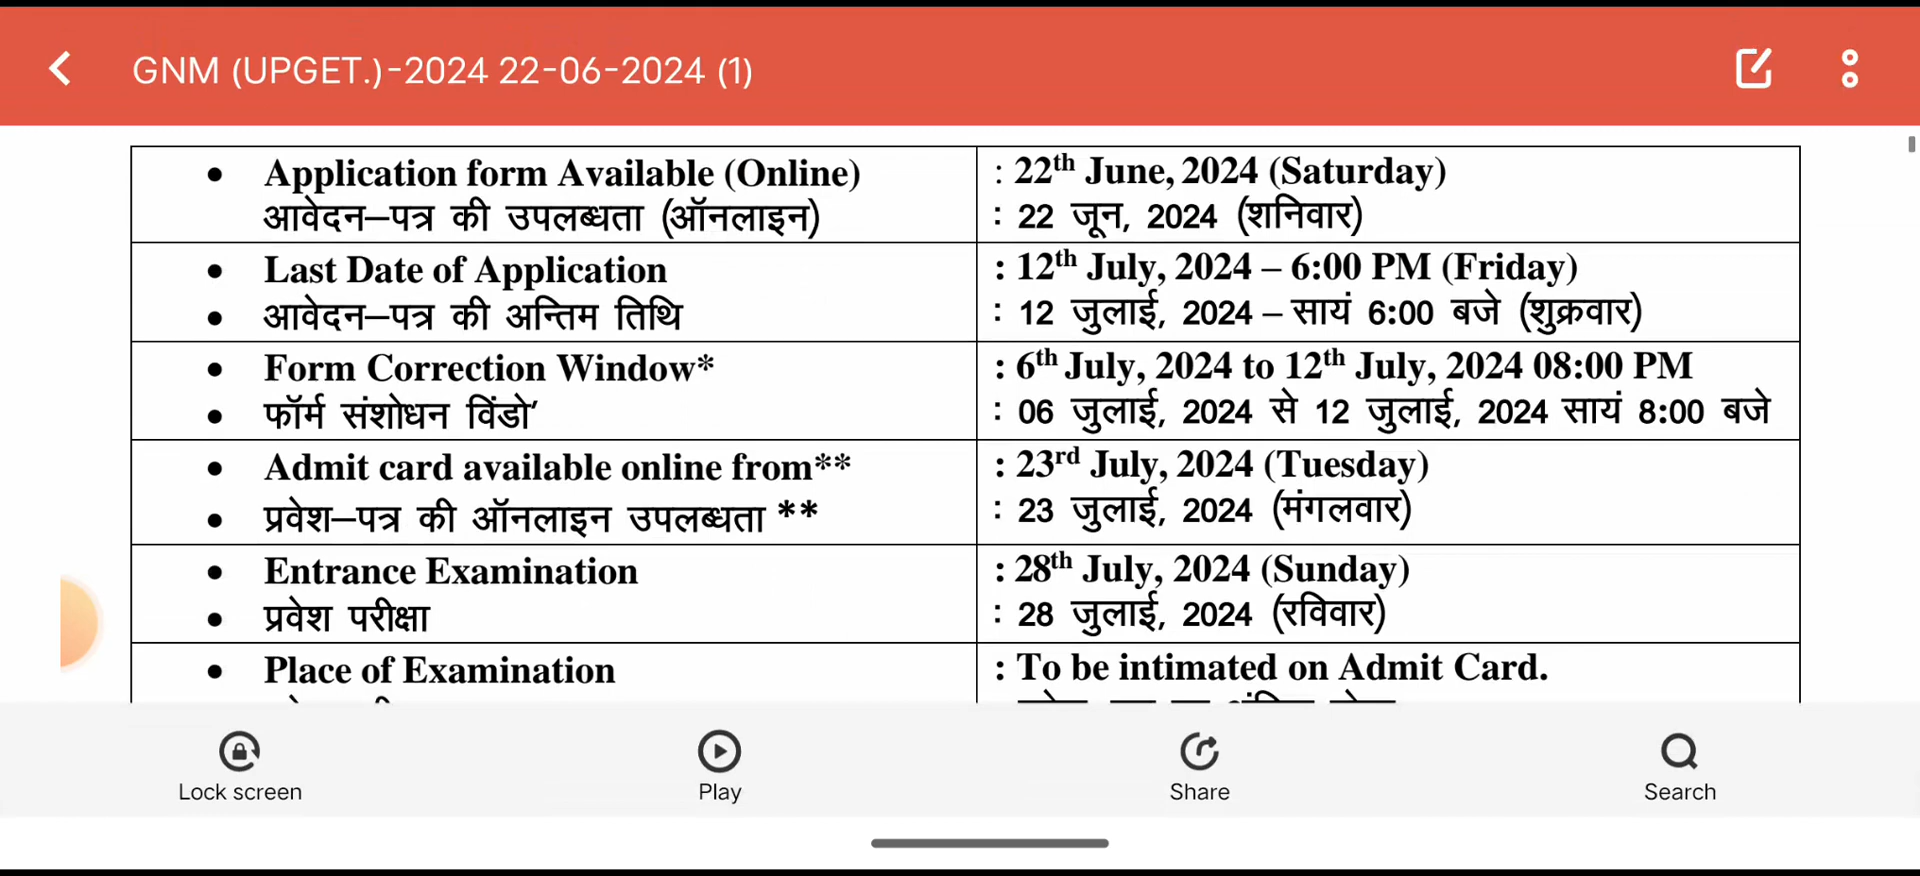 GNM (UPGET.)-2024 22-06-2024 (1)
• Application form Available (Online) : 22th June, 2024 (Saturday)
आवेदन–पत्र की उपलब्धता (ऑनलाइन) : 22 जून, 2024 (शनिवार)
• Last Date of Application : 12th July, 2024 – 6:00 PM (Friday)
• आवेदन–पत्र की अन्तिम तिथि : 12 जुलाई, 2024 – सायं 6:00 बजे (शुक्रवार)
• Form Correction Window* : 6th July, 2024 to 12th July, 2024 08:00 PM
• फॉर्म संशोधन विंडो’ : 06 जुलाई, 2024 से 12 जुलाई, 2024 सायं 8:00 बजे
• Admit card available online from** : 23rd July, 2024 (Tuesday)
• प्रवेश–पत्र की ऑनलाइन उपलब्धता ** : 23 जुलाई, 2024 (मंगलवार)
• Entrance Examination : 28th July, 2024 (Sunday)
• प्रवेश परीक्षा : 28 जुलाई, 2024 (रविवार)
• Place of Examination : To be intimated on Admit Card.
Lock screen Play Share Search